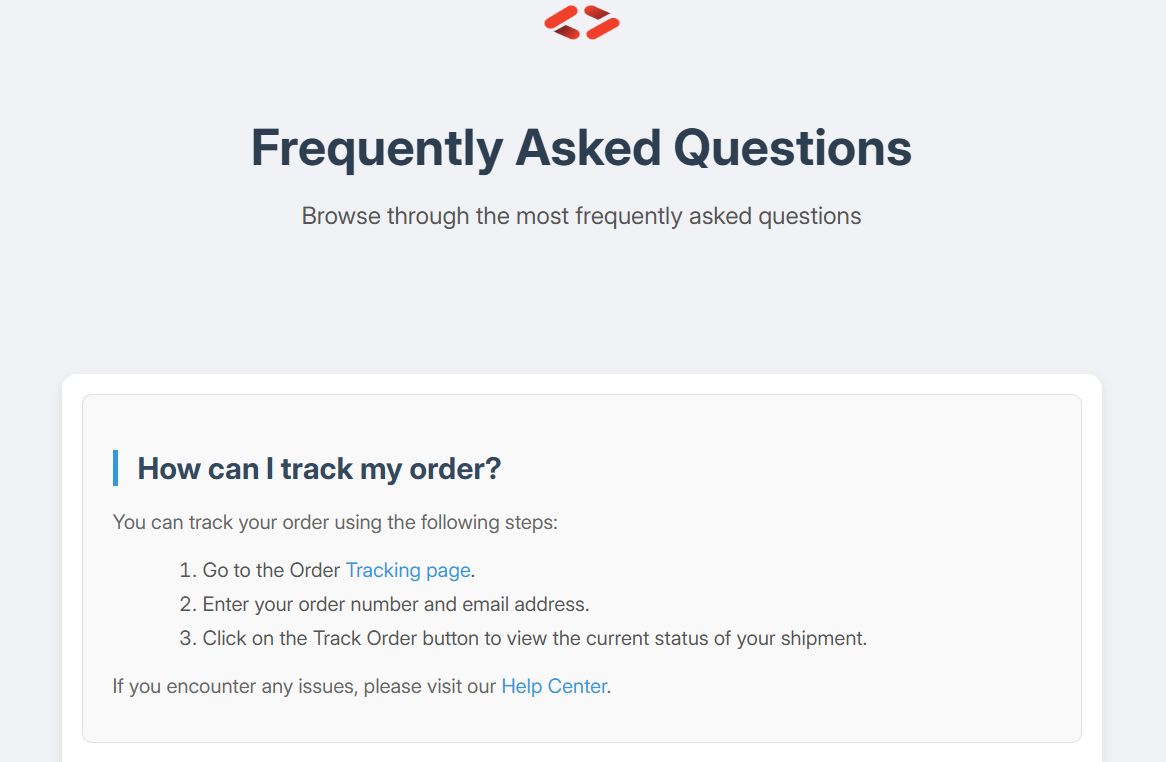 Frequently Asked Questions
Browse through the most frequently asked questions
How can I track my order?
You can track your order using the following steps:
1. Go to the Order Tracking page.
2. Enter your order number and email address.
3. Click on the Track Order button to view the current status of your shipment.
If you encounter any issues, please visit our Help Center.